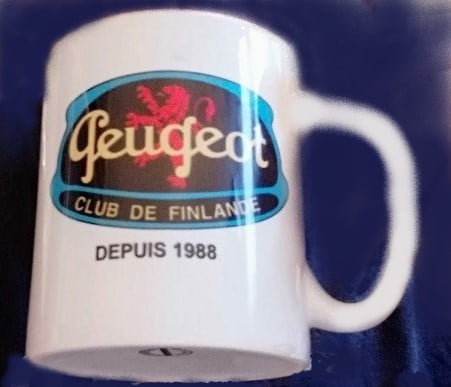 Peugeot
CLUB DE FINLANDE
DEPUIS 1988